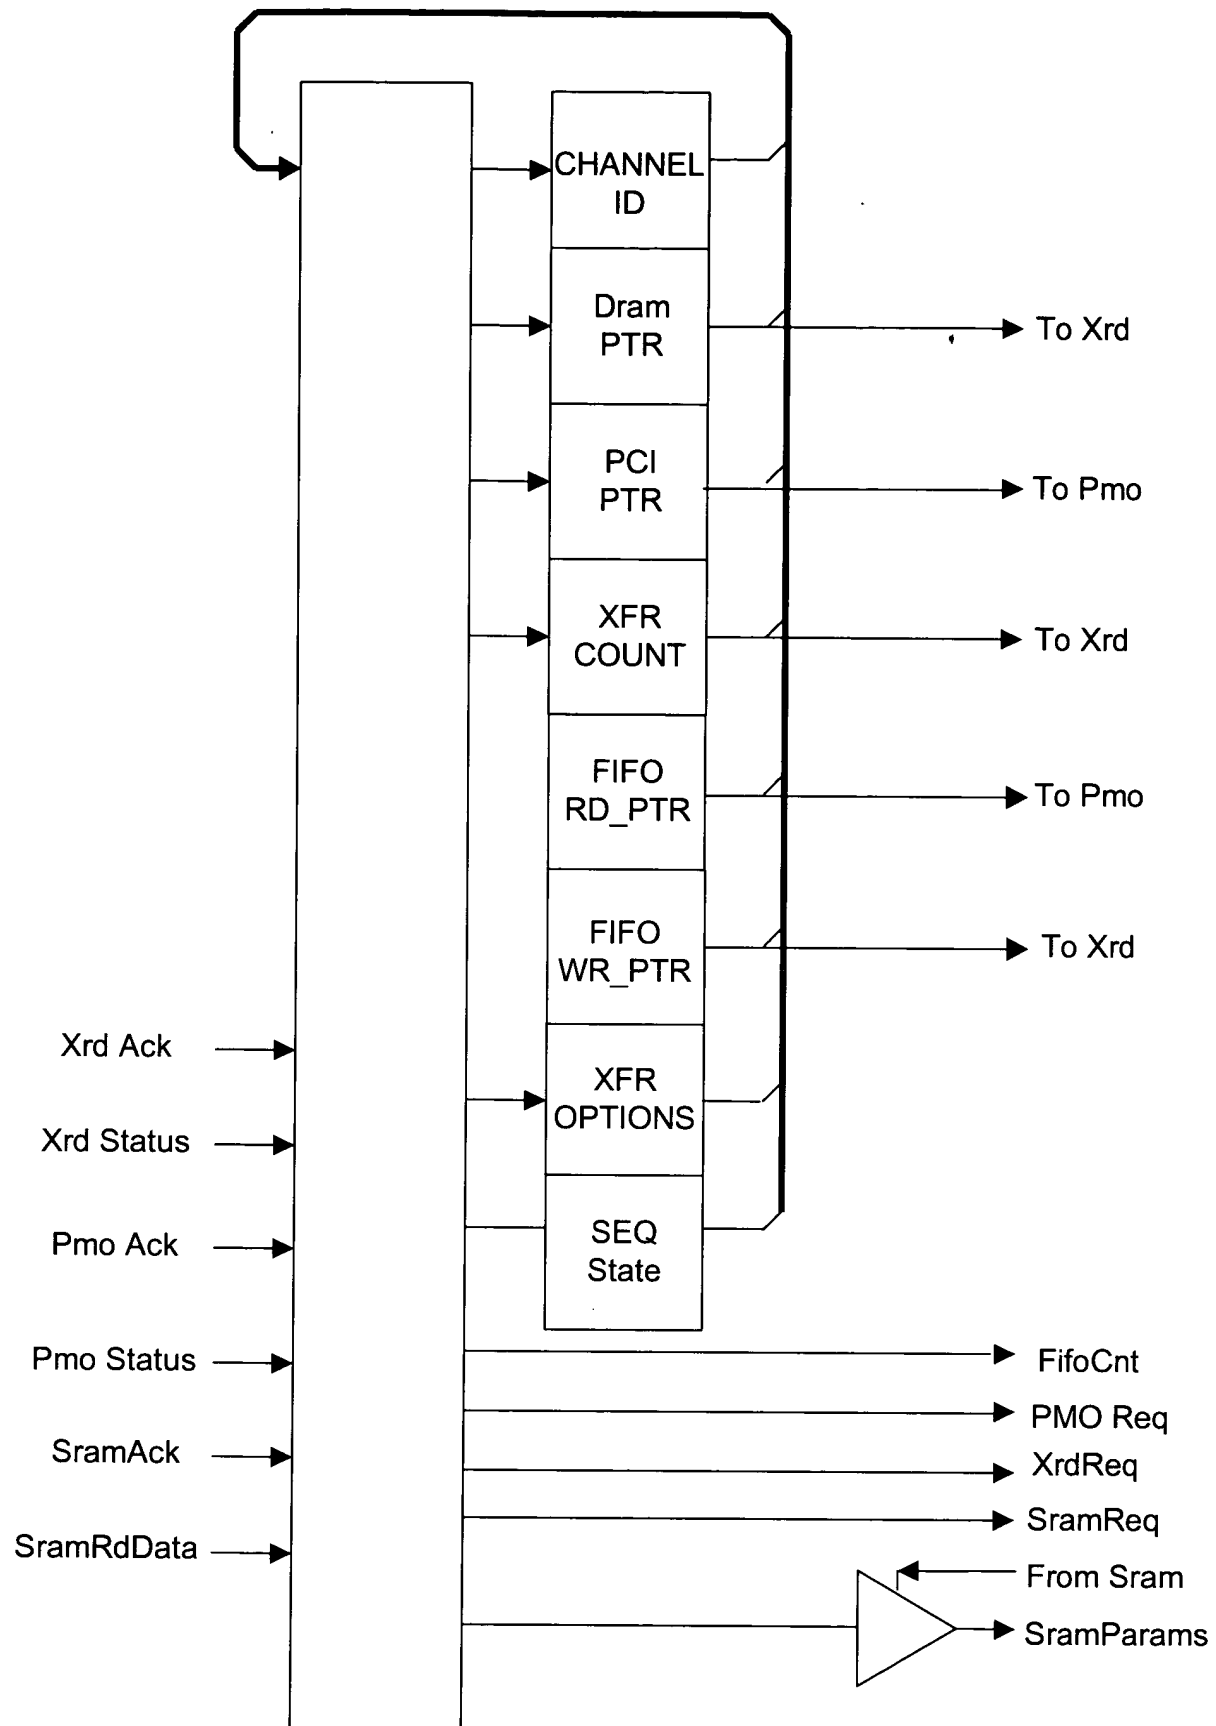 CHANNEL
ID
Dram
PTR
To Xrd
PCI
PTR
To Pmo
XFR
COUNT
To Xrd
FIFO
RD_PTR
To Pmo
FIFO
WR_PTR
To Xrd
Xrd Ack
XFR
OPTIONS
Xrd Status
Pmo Ack
SEQ
State
Pmo Status
FifoCnt
PMO Req
SramAck
XrdReq
SramReq
SramRdData
From Sram
SramParams